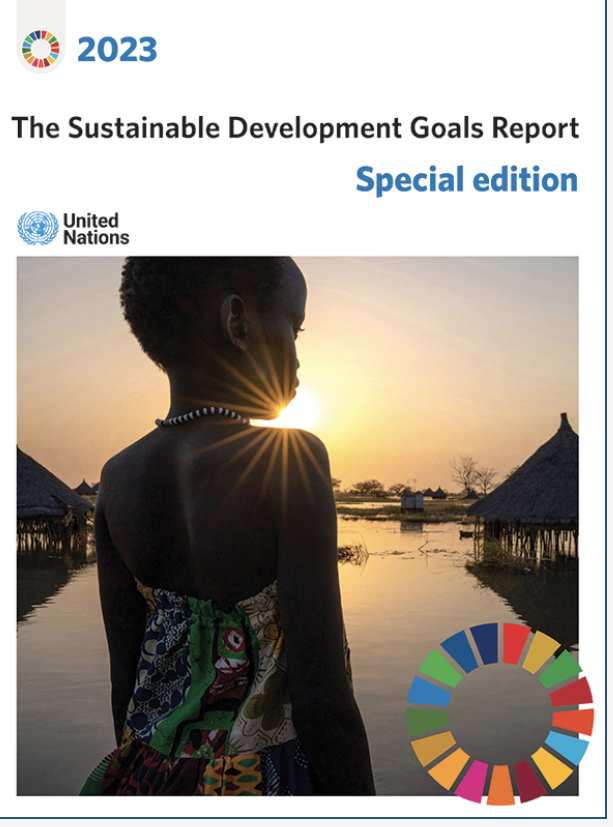 2023
The Sustainable Development Goals Report
Special edition
United
Nations